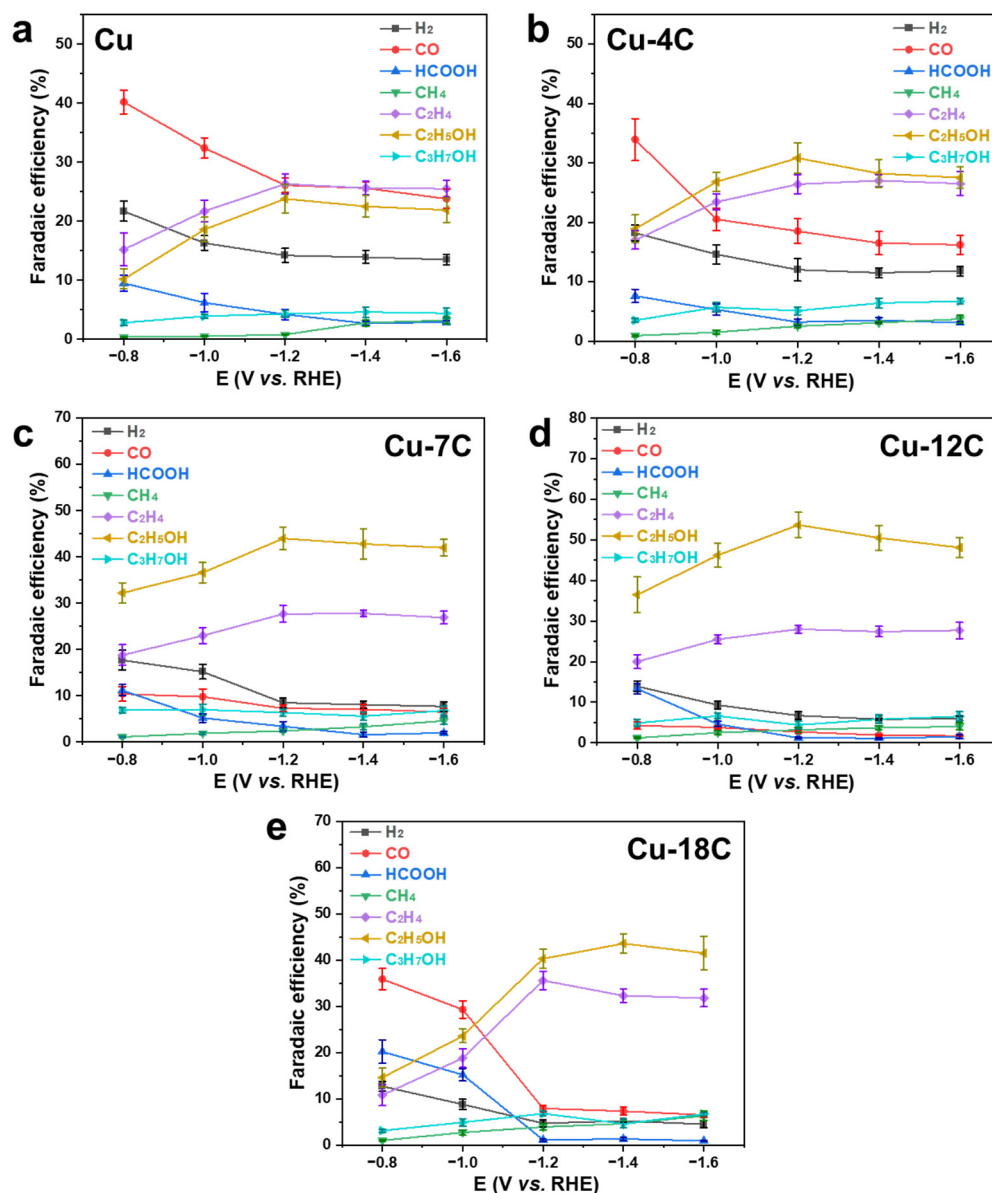 a
Cu
H₂
CO
HCOOH
CH₄
C₂H₄
C₂H₅OH
C₃H₇OH
Faradaic efficiency (%)
50
40
30
20
10
0
−0.8 −1.0 −1.2 −1.4 −1.6
E (V vs. RHE)
b
Cu-4C
H₂
CO
HCOOH
CH₄
C₂H₄
C₂H₅OH
C₃H₇OH
Faradaic efficiency (%)
50
40
30
20
10
0
−0.8 −1.0 −1.2 −1.4 −1.6
E (V vs. RHE)
c
Cu-7C
H₂
CO
HCOOH
CH₄
C₂H₄
C₂H₅OH
C₃H₇OH
Faradaic efficiency (%)
70
60
50
40
30
20
10
0
−0.8 −1.0 −1.2 −1.4 −1.6
E (V vs. RHE)
d
Cu-12C
H₂
CO
HCOOH
CH₄
C₂H₄
C₂H₅OH
C₃H₇OH
Faradaic efficiency (%)
80
70
60
50
40
30
20
10
0
−0.8 −1.0 −1.2 −1.4 −1.6
E (V vs. RHE)
e
Cu-18C
H₂
CO
HCOOH
CH₄
C₂H₄
C₂H₅OH
C₃H₇OH
Faradaic efficiency (%)
70
60
50
40
30
20
10
0
−0.8 −1.0 −1.2 −1.4 −1.6
E (V vs. RHE)